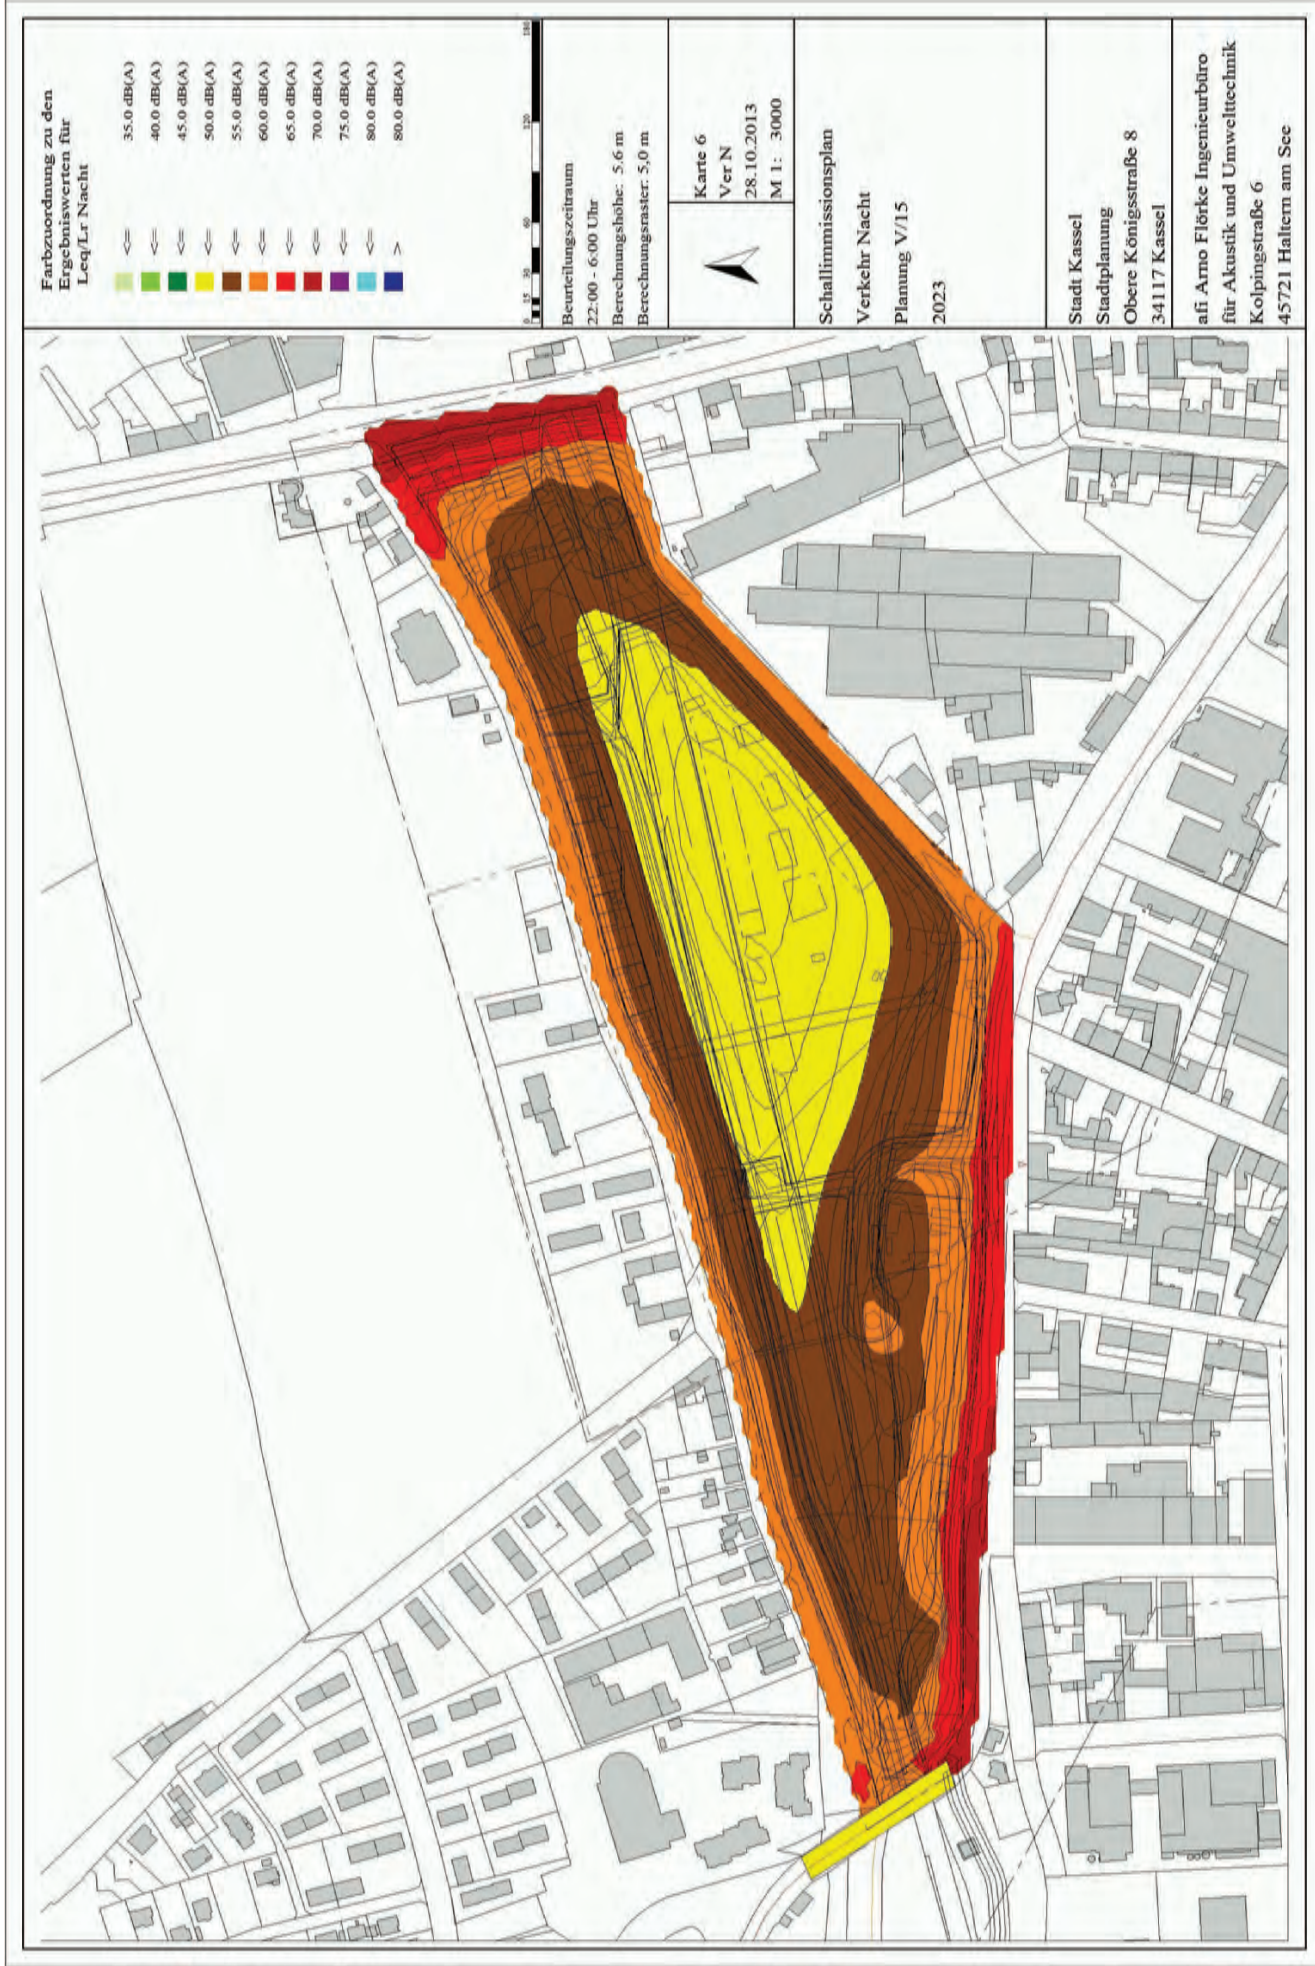 Farbzuordnung zu den
Ergebniswerten für
Leq/Lr Nacht
<= 35.0 dB(A)
<= 40.0 dB(A)
<= 45.0 dB(A)
<= 50.0 dB(A)
<= 55.0 dB(A)
<= 60.0 dB(A)
<= 65.0 dB(A)
<= 70.0 dB(A)
<= 75.0 dB(A)
<= 80.0 dB(A)
> 80.0 dB(A)
0 15 30 60 120 180
Beurteilungszeitraum
22:00 - 6:00 Uhr
Berechnungshöhe: 5.6 m
Berechnungsraster: 5,0 m
Karte 6
Ver N
28.10.2013
M 1: 3000
Schallimmissionsplan
Verkehr Nacht
Planung V/15
2023
Stadt Kassel
Stadtplanung
Obere Königsstraße 8
34117 Kassel
afi Arno Flörke Ingenieurbüro
für Akustik und Umwelttechnik
Kolpingstraße 6
45721 Haltern am See